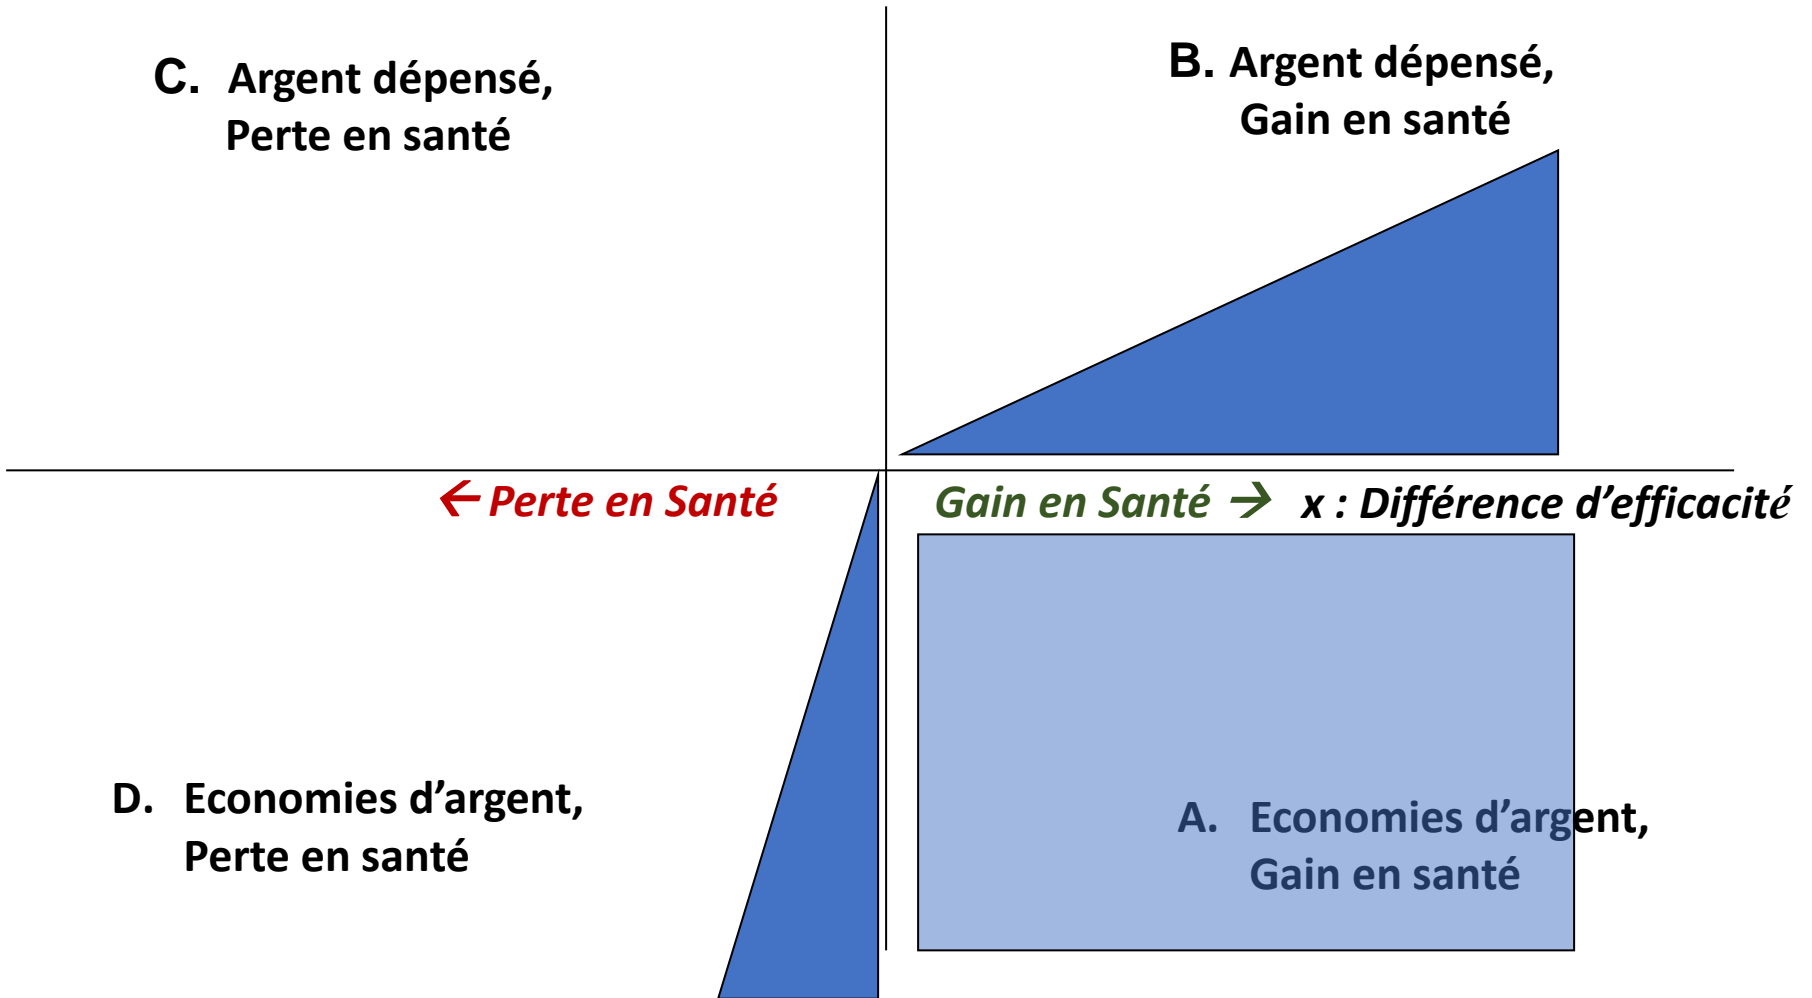 C. Argent dépensé,
Perte en santé
B. Argent dépensé,
Gain en santé
← Perte en Santé
Gain en Santé → x : Différence d’efficacité
D. Economies d’argent,
Perte en santé
A. Economies d’argent,
Gain en santé